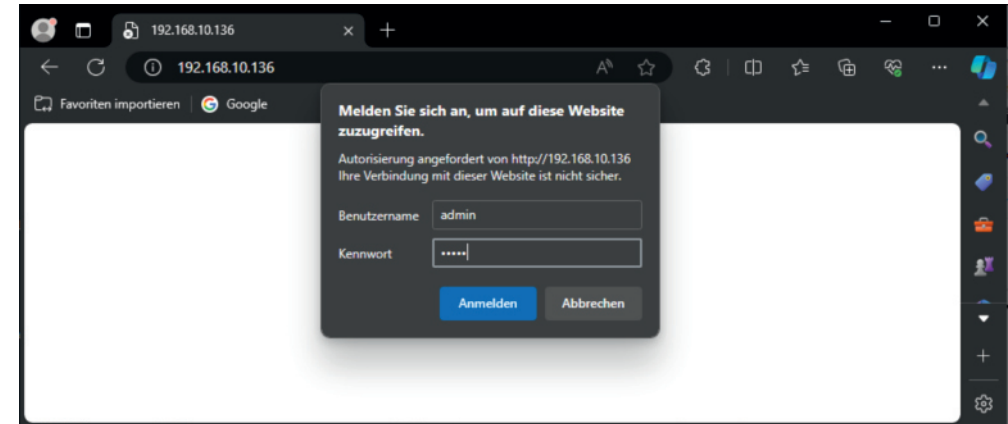 192.168.10.136
192.168.10.136
Favoriten importieren
Google
Melden Sie sich an, um auf diese Website
zuzugreifen.
Autorisierung angefordert von http://192.168.10.136
Ihre Verbindung mit dieser Website ist nicht sicher.
Benutzername admin
Kennwort •••••
Anmelden Abbrechen